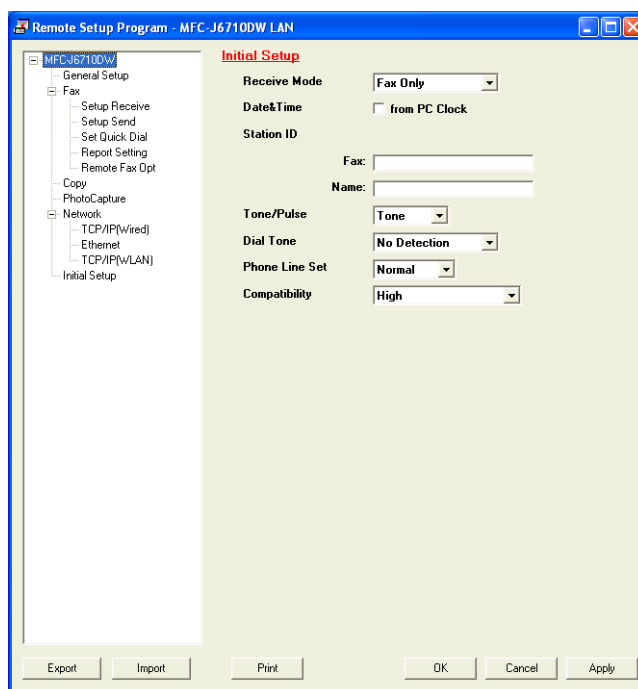 Remote Setup Program - MFC-J6710DW LAN
MFC-J6710DW
General Setup
Fax
Setup Receive
Setup Send
Set Quick Dial
Report Setting
Remote Fax Opt
Copy
PhotoCapture
Network
TCP/IP(Wired)
Ethernet
TCP/IP(WLAN)
Initial Setup
Initial Setup
Receive Mode Fax Only
Date&Time from PC Clock
Station ID
Fax:
Name:
Tone/Pulse Tone
Dial Tone No Detection
Phone Line Set Normal
Compatibility High
Export Import Print OK Cancel Apply